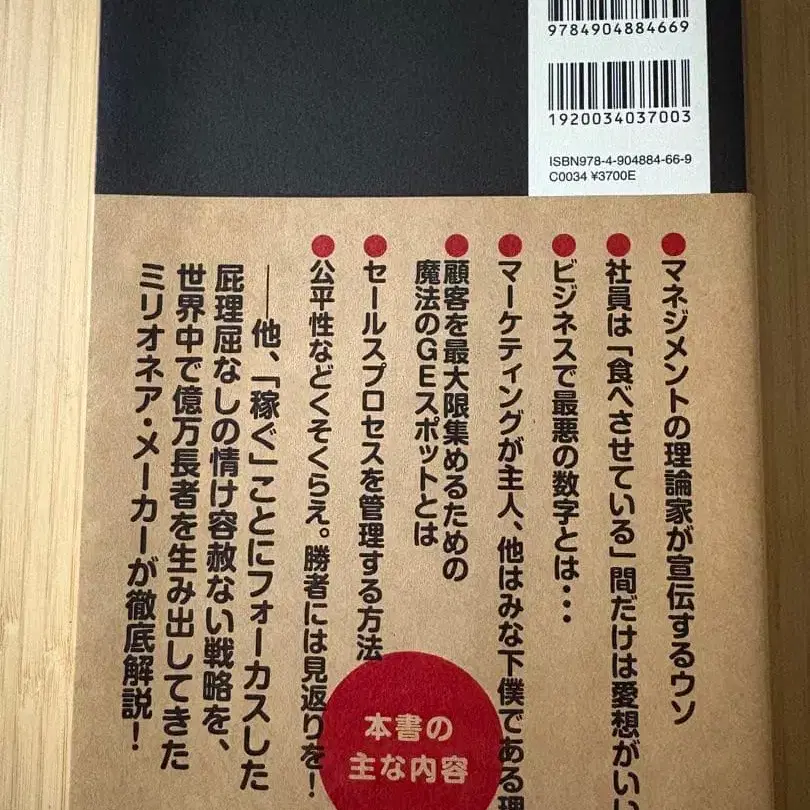 9784904884669
1920034037003
ISBN978-4-904884-66-9
C0034 ¥3700E
●マネジメントの理論家が宣伝するウソ
●社員は「食べさせている」間だけは愛想がいい
●ビジネスで最悪の数字とは・・・
●マーケティングが主人、他はみな下僕である理
●顧客を最大限集めるための
魔法のGEスポットとは
●セールスプロセスを管理する方法
●公平性などくそくらえ。勝者には見返りを！
──他、「稼ぐ」ことにフォーカスした
屁理屈なしの情け容赦ない戦略を、
世界中で億万長者を生み出してきた
ミリオネア・メーカーが徹底解説！
本書の
主な内容